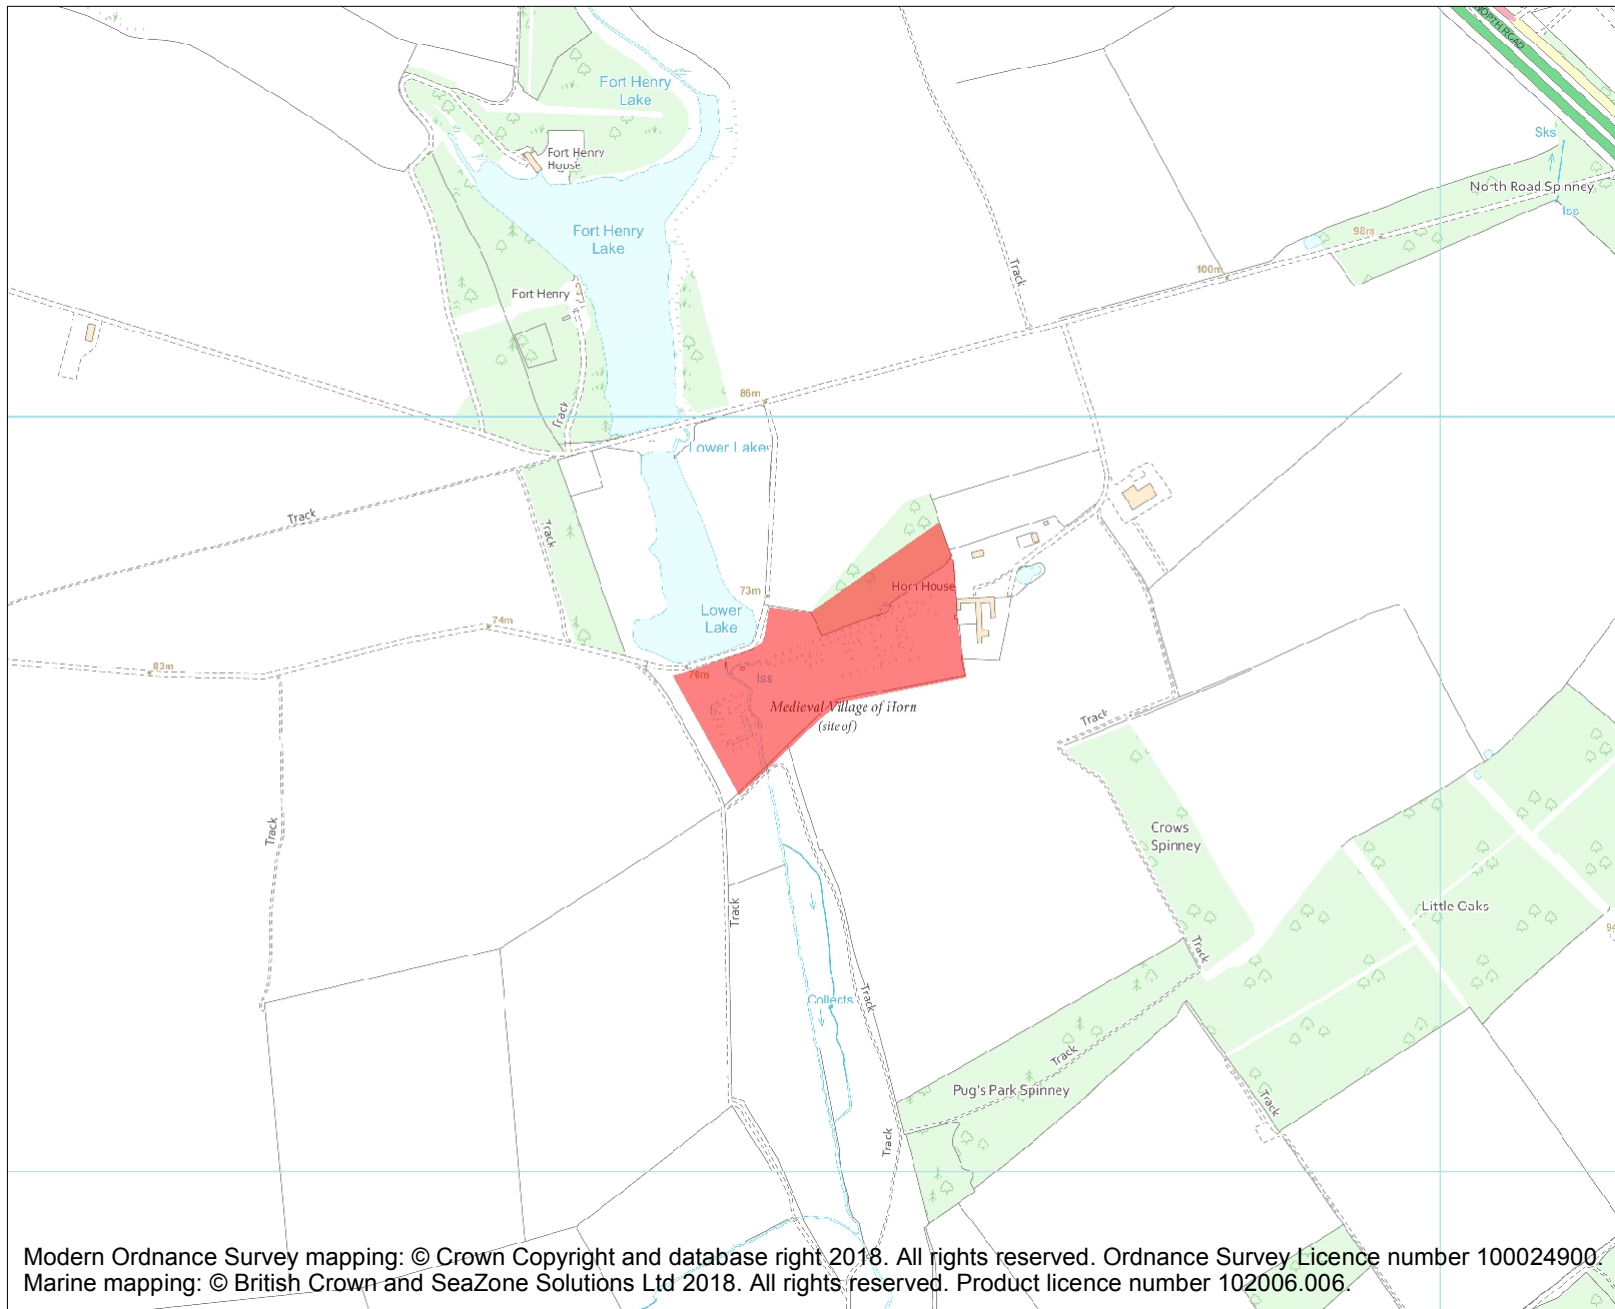 NORTH ROAD
Fort Henry
Lake
Sks
Fort Henry
House
North Road Spinney
Iss
Fort Henry
Lake
98m
100m
Track
Fort Henry
86m
Track
Lower Lake
Track
Track
73m
Horn House
Lower
Lake
74m
83m
76m
Iss
Medieval Village of Horn
(site of)
Track
Track
Crows
Spinney
Little Oaks
Track
94
Track
Collects
Track
Track
Pug's Park Spinney
Track
Track
Modern Ordnance Survey mapping: © Crown Copyright and database right 2018. All rights reserved. Ordnance Survey Licence number 100024900.
Marine mapping: © British Crown and SeaZone Solutions Ltd 2018. All rights reserved. Product licence number 102006.006.